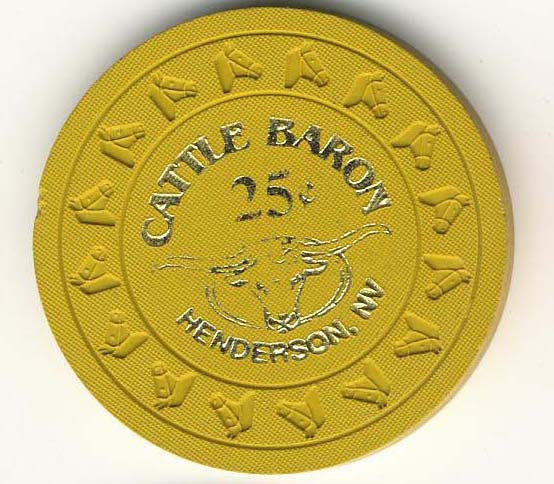 CATTLE BARON
25¢
HENDERSON, NV